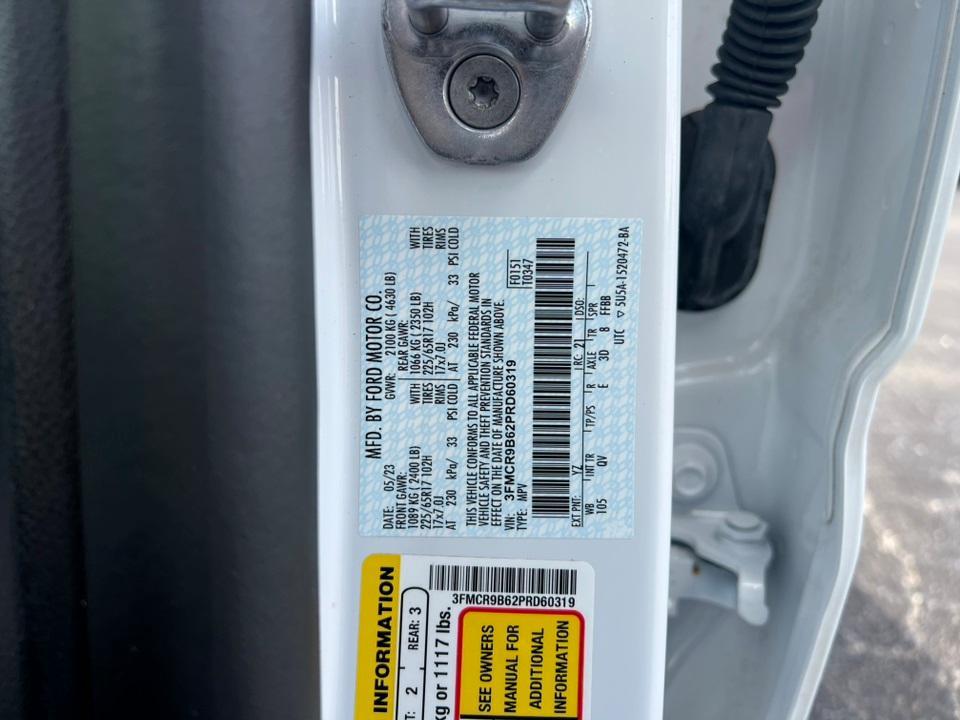 MFD. BY FORD MOTOR CO.
DATE: 05/23 GVWR: 2100 KG ( 4630 LB)
FRONT GAWR: REAR GAWR:
1089 KG ( 2400 LB) WITH 1066 KG ( 2350 LB) WITH
225/65R17 102H TIRES 225/65R17 102H TIRES
17x7.0J RIMS 17x7.0J RIMS
AT 230 kPa/ 33 PSI COLD AT 230 kPa/ 33 PSI COLD
THIS VEHICLE CONFORMS TO ALL APPLICABLE FEDERAL MOTOR
VEHICLE SAFETY AND THEFT PREVENTION STANDARDS IN
EFFECT ON THE DATE OF MANUFACTURE SHOWN ABOVE.
VIN: 3FMCR9B62PRD60319
TYPE: MPV
F0151
T0347
EXT PNT: YZ RC: 21 DSO:
WB INT TR TP/PS R AXLE TR SPR
105 QV E 3D 8 FFBB
UTC ▽ 5U5A-1520472-BA
INFORMATION
2 REAR: 3
kg or 1117 lbs.
3FMCR9B62PRD60319
SEE OWNERS
MANUAL FOR
ADDITIONAL
INFORMATION